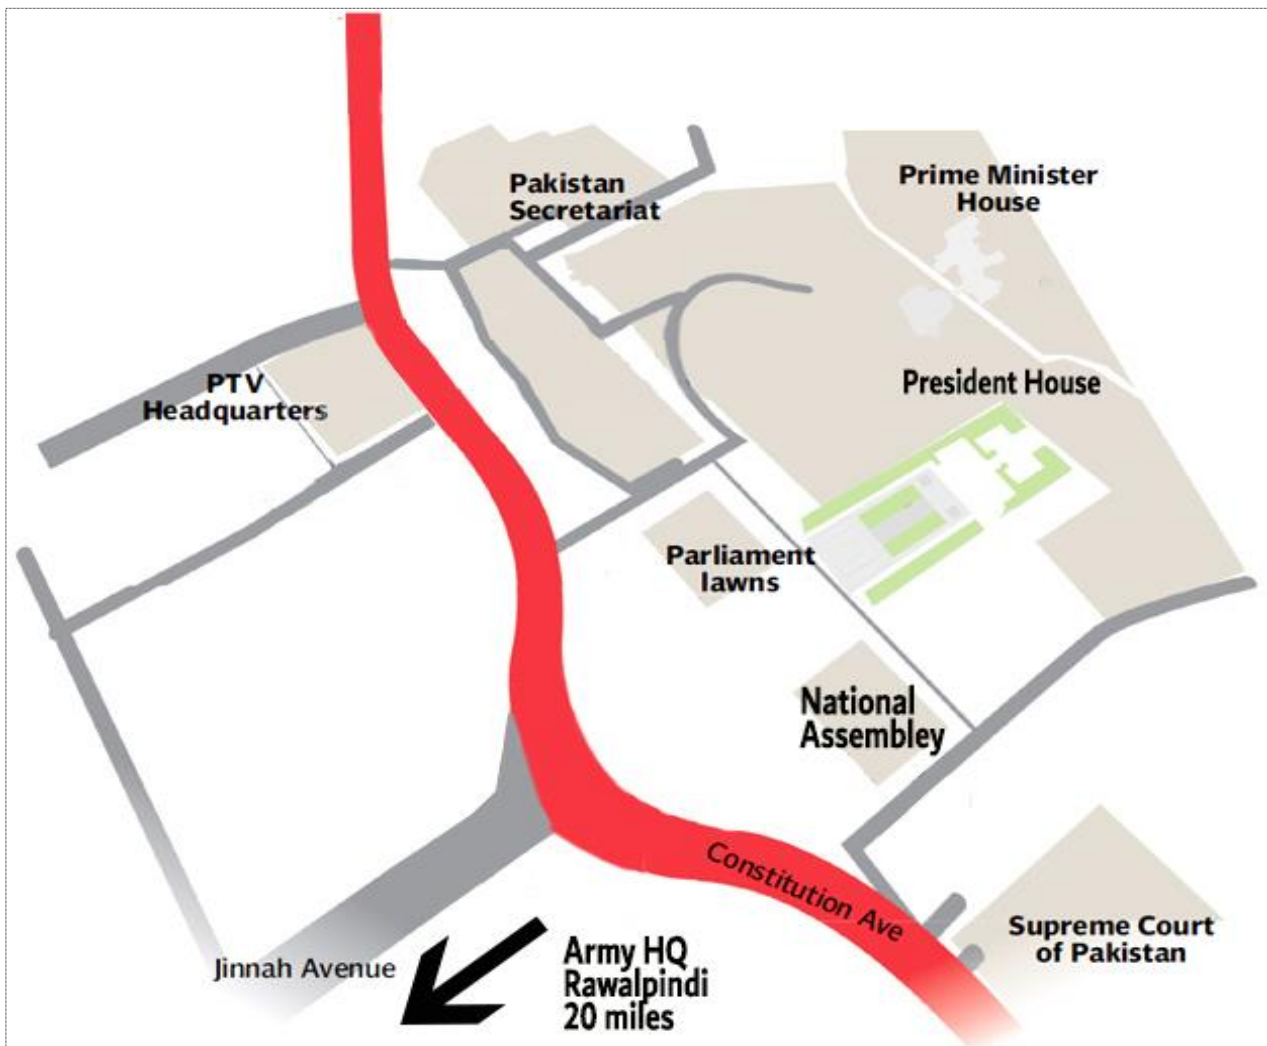 Pakistan
Secretariat
Prime Minister
House
PTV
Headquarters
President House
Parliament
lawns
National
Assembley
Constitution Ave
Supreme Court
of Pakistan
Jinnah Avenue
Army HQ
Rawalpindi
20 miles